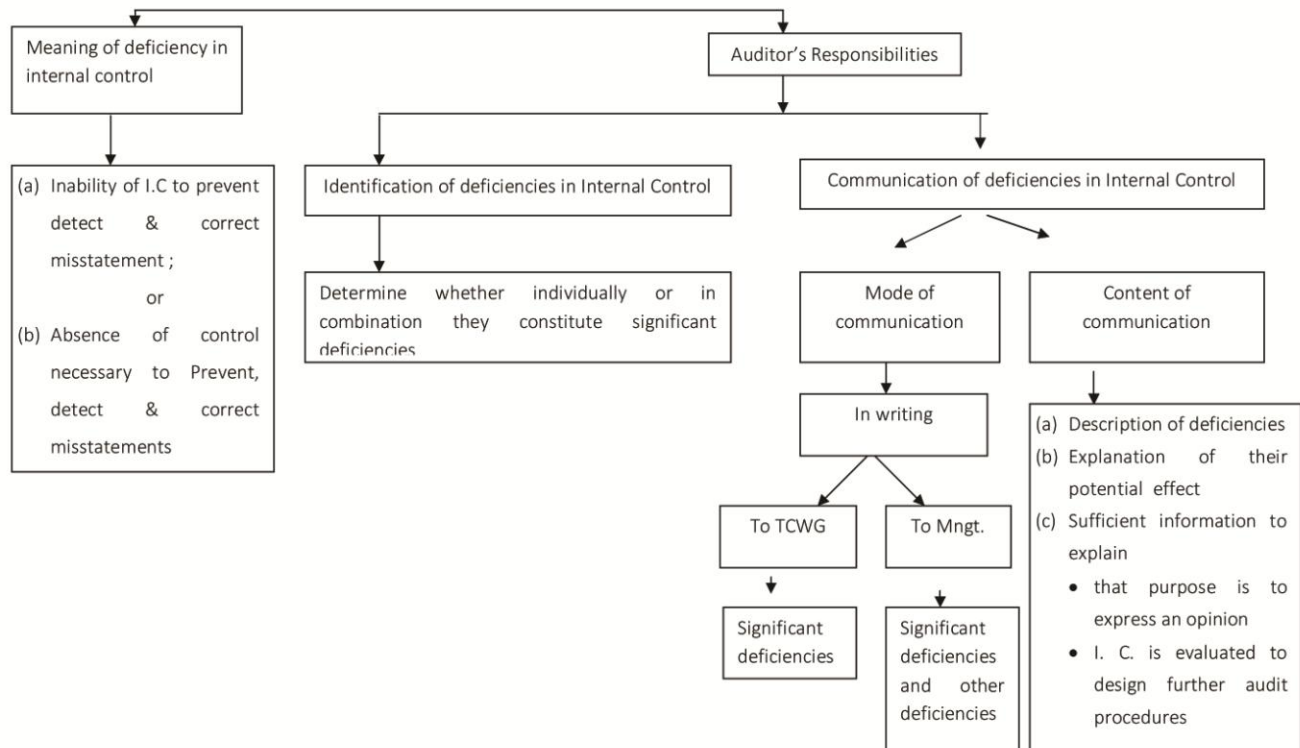 Meaning of deficiency in
internal control
Auditor's Responsibilities
(a) Inability of I.C to prevent
detect & correct
misstatement ;
or
(b) Absence of control
necessary to Prevent,
detect & correct
misstatements
Identification of deficiencies in Internal Control
Determine whether individually or in
combination they constitute significant
deficiencies
Communication of deficiencies in Internal Control
Mode of
communication
In writing
To TCWG
Significant
deficiencies
To Mngt.
Significant
deficiencies
and other
deficiencies
Content of
communication
(a) Description of deficiencies
(b) Explanation of their
potential effect
(c) Sufficient information to
explain
• that purpose is to
express an opinion
• I. C. is evaluated to
design further audit
procedures